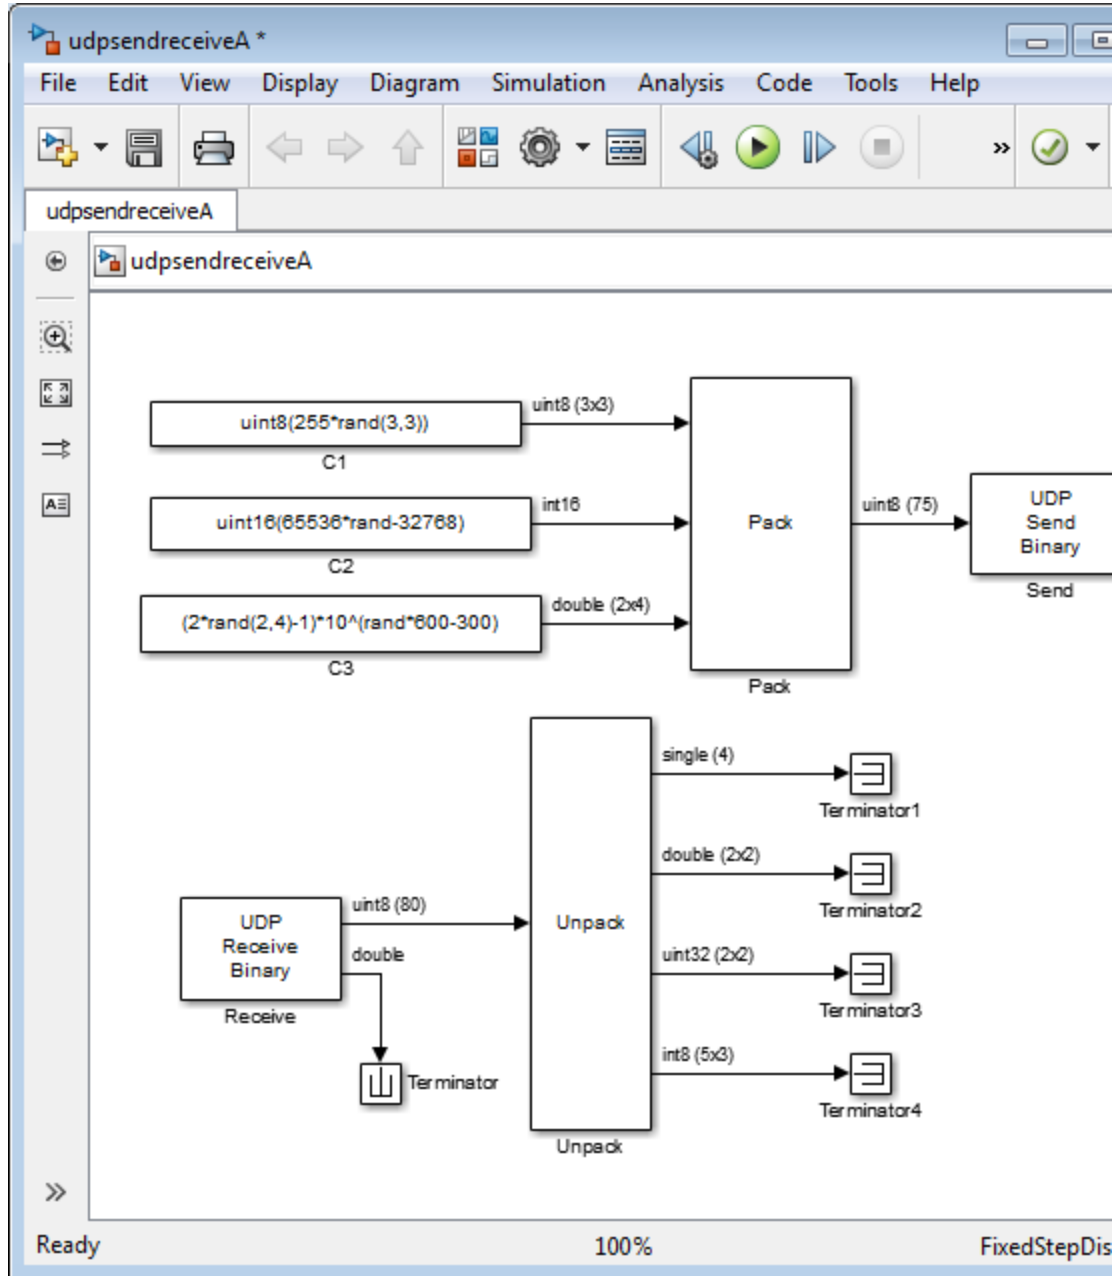 udpsendreceiveA *
File Edit View Display Diagram Simulation Analysis Code Tools Help
»
udpsendreceiveA
udpsendreceiveA
uint8(255*rand(3,3))
C1
uint8 (3x3)
uint16(65536*rand-32768)
C2
int16
(2*rand(2,4)-1)*10^(rand*600-300)
C3
double (2x4)
Pack
Pack
uint8 (75)
UDP
Send
Binary
Send
UDP
Receive
Binary
Receive
uint8 (80)
double
Terminator
Unpack
Unpack
single (4)
Terminator1
double (2x2)
Terminator2
uint32 (2x2)
Terminator3
int8 (5x3)
Terminator4
Ready 100% FixedStepDis